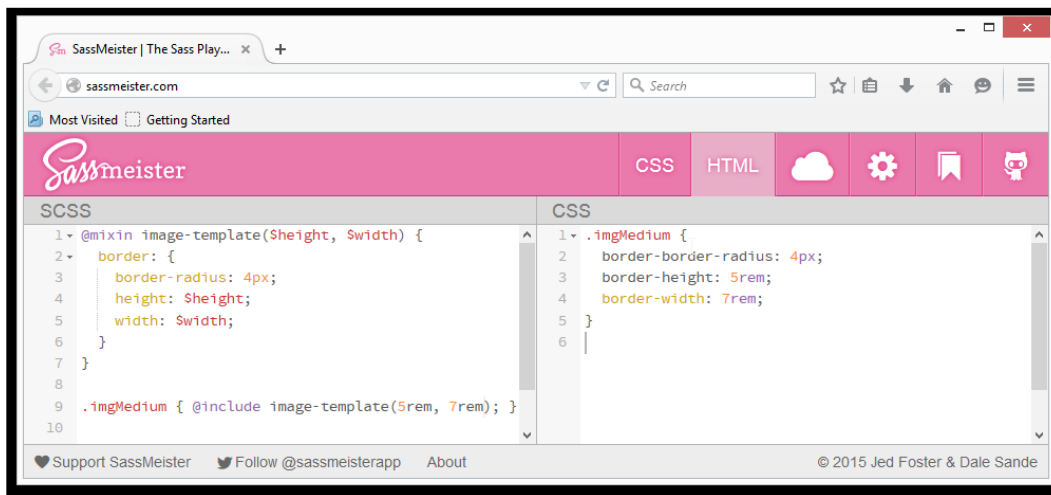 Sm SassMeister | The Sass Play... × +
sassmeister.com Search
Most Visited Getting Started
Sassmeister CSS HTML
SCSS
1 @mixin image-template($height, $width) {
2 border: {
3 border-radius: 4px;
4 height: $height;
5 width: $width;
6 }
7 }
8
9 .imgMedium { @include image-template(5rem, 7rem); }
10
CSS
1 .imgMedium {
2 border-border-radius: 4px;
3 border-height: 5rem;
4 border-width: 7rem;
5 }
6
Support SassMeister Follow @sassmeisterapp About © 2015 Jed Foster & Dale Sande